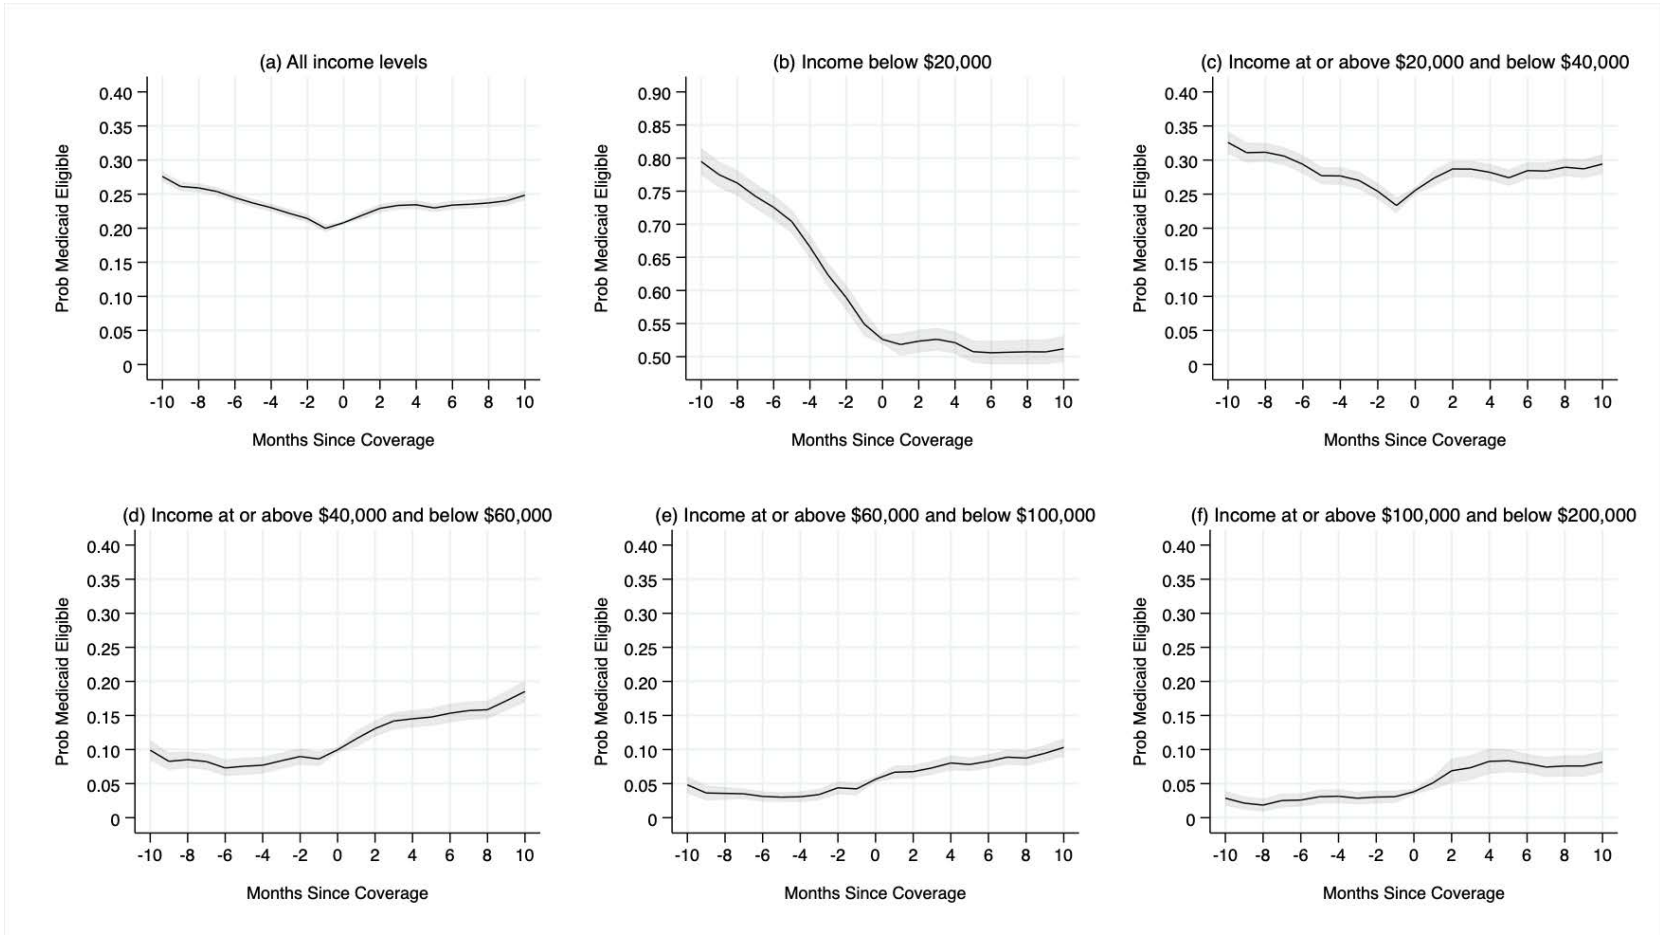 (a) All income levels
Prob Medicaid Eligible
0.40
0.35
0.30
0.25
0.20
0.15
0.10
0.05
0
-10 -8 -6 -4 -2 0 2 4 6 8 10
Months Since Coverage
(b) Income below $20,000
Prob Medicaid Eligible
0.90
0.85
0.80
0.75
0.70
0.65
0.60
0.55
0.50
-10 -8 -6 -4 -2 0 2 4 6 8 10
Months Since Coverage
(c) Income at or above $20,000 and below $40,000
Prob Medicaid Eligible
0.40
0.35
0.30
0.25
0.20
0.15
0.10
0.05
0
-10 -8 -6 -4 -2 0 2 4 6 8 10
Months Since Coverage
(d) Income at or above $40,000 and below $60,000
Prob Medicaid Eligible
0.40
0.35
0.30
0.25
0.20
0.15
0.10
0.05
0
-10 -8 -6 -4 -2 0 2 4 6 8 10
Months Since Coverage
(e) Income at or above $60,000 and below $100,000
Prob Medicaid Eligible
0.40
0.35
0.30
0.25
0.20
0.15
0.10
0.05
0
-10 -8 -6 -4 -2 0 2 4 6 8 10
Months Since Coverage
(f) Income at or above $100,000 and below $200,000
Prob Medicaid Eligible
0.40
0.35
0.30
0.25
0.20
0.15
0.10
0.05
0
-10 -8 -6 -4 -2 0 2 4 6 8 10
Months Since Coverage